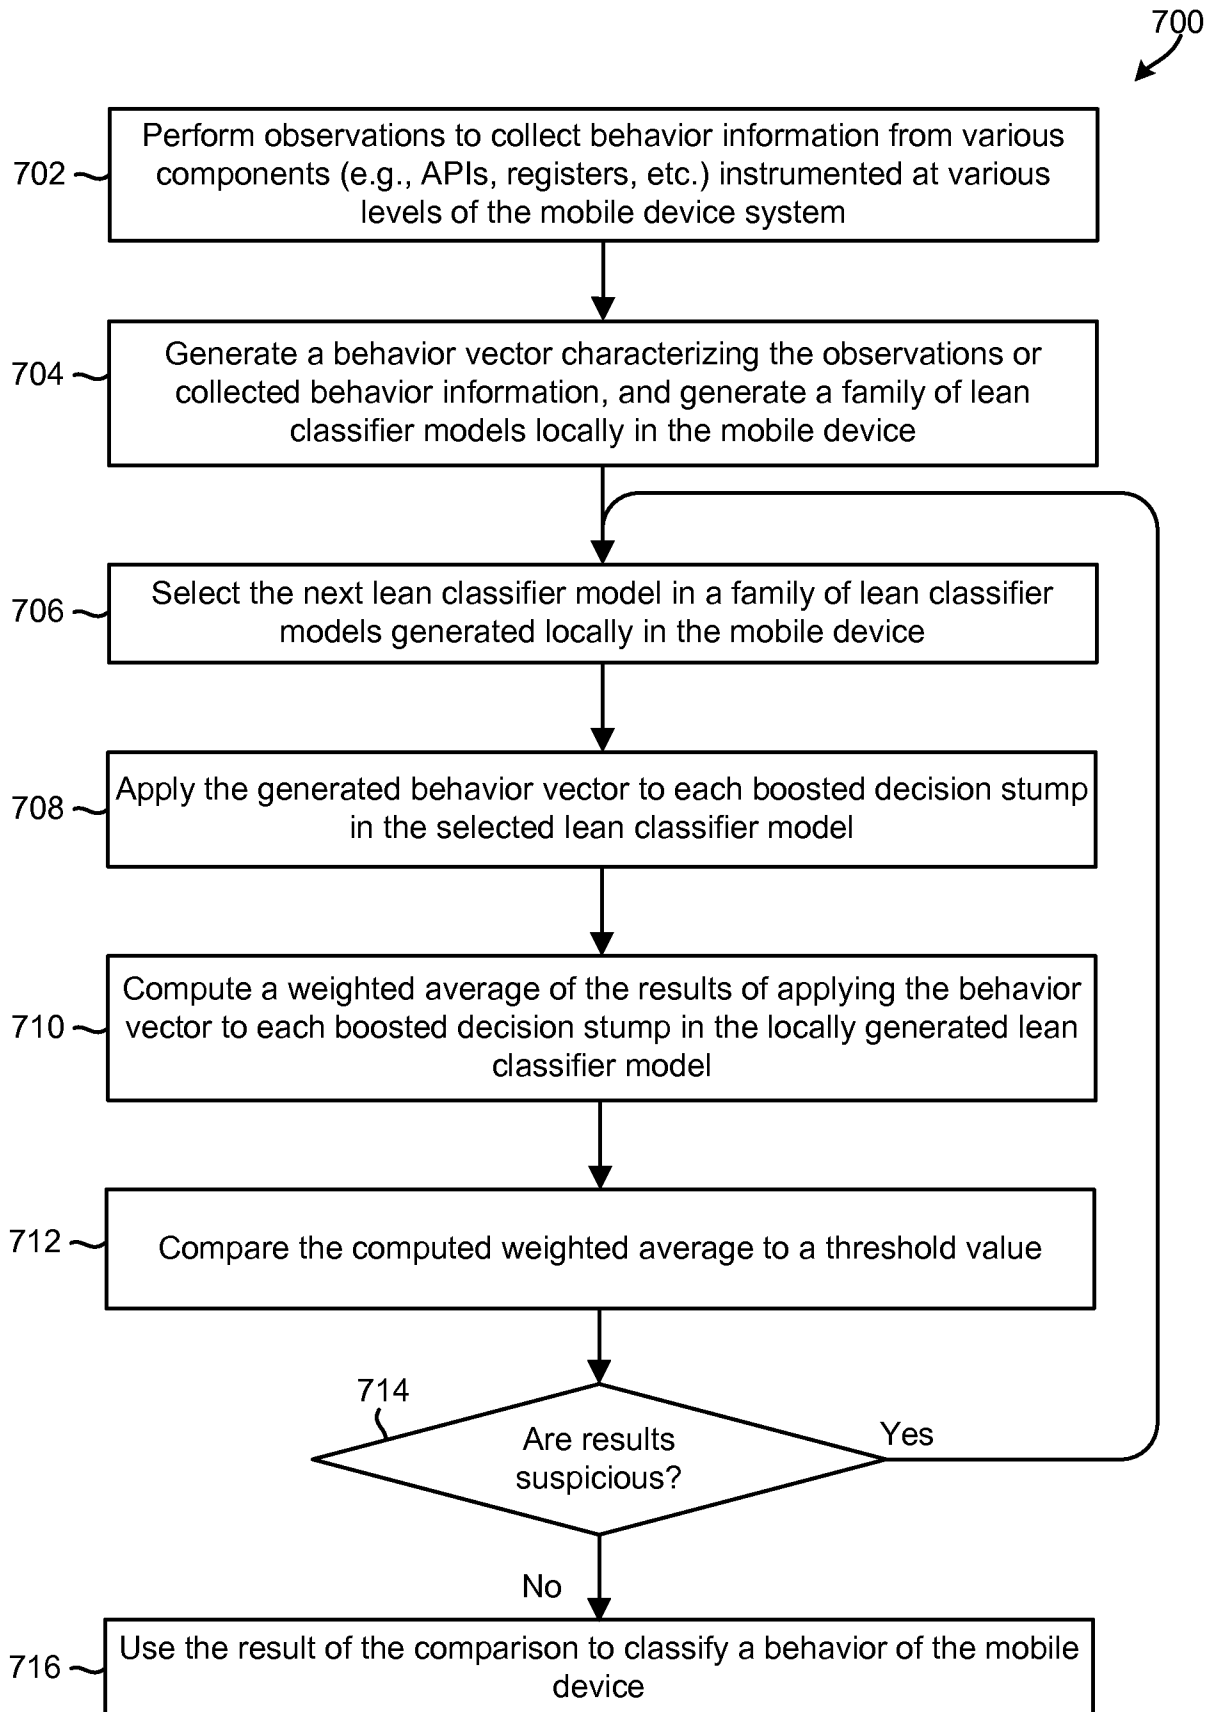 700
702
Perform observations to collect behavior information from various
components (e.g., APIs, registers, etc.) instrumented at various
levels of the mobile device system
704
Generate a behavior vector characterizing the observations or
collected behavior information, and generate a family of lean
classifier models locally in the mobile device
706
Select the next lean classifier model in a family of lean classifier
models generated locally in the mobile device
708
Apply the generated behavior vector to each boosted decision stump
in the selected lean classifier model
710
Compute a weighted average of the results of applying the behavior
vector to each boosted decision stump in the locally generated lean
classifier model
712
Compare the computed weighted average to a threshold value
714
Are results
suspicious?
Yes
No
716
Use the result of the comparison to classify a behavior of the mobile
device